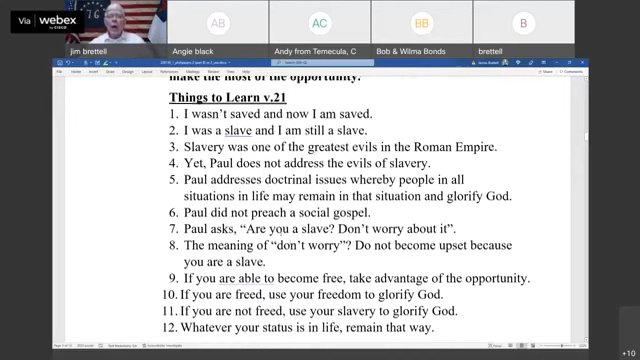 Via webex
BY CISCO
AB
AC
BB
B
jim brettell
Angie black
Andy from Temecula, C
Bob & Wilma Bonds
brettell
make the most of the opportunity.
Things to Learn v.21
1. I wasn't saved and now I am saved.
2. I was a slave and I am still a slave.
3. Slavery was one of the greatest evils in the Roman Empire.
4. Yet, Paul does not address the evils of slavery.
5. Paul addresses doctrinal issues whereby people in all
situations in life may remain in that situation and glorify God.
6. Paul did not preach a social gospel.
7. Paul asks, “Are you a slave? Don't worry about it”.
8. The meaning of “don't worry”? Do not become upset because
you are a slave.
9. If you are able to become free, take advantage of the opportunity.
10. If you are freed, use your freedom to glorify God.
11. If you are not freed, use your slavery to glorify God.
12. Whatever your status is in life, remain that way.
+10